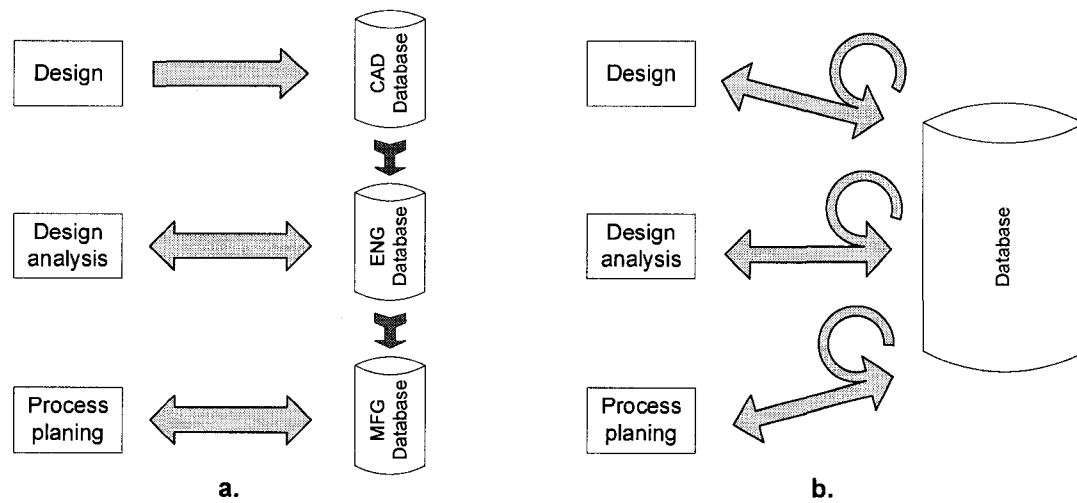 Design
CAD
Database
Design
analysis
ENG
Database
Process
planing
MFG
Database
a.
Design
Design
analysis
Process
planing
Database
b.